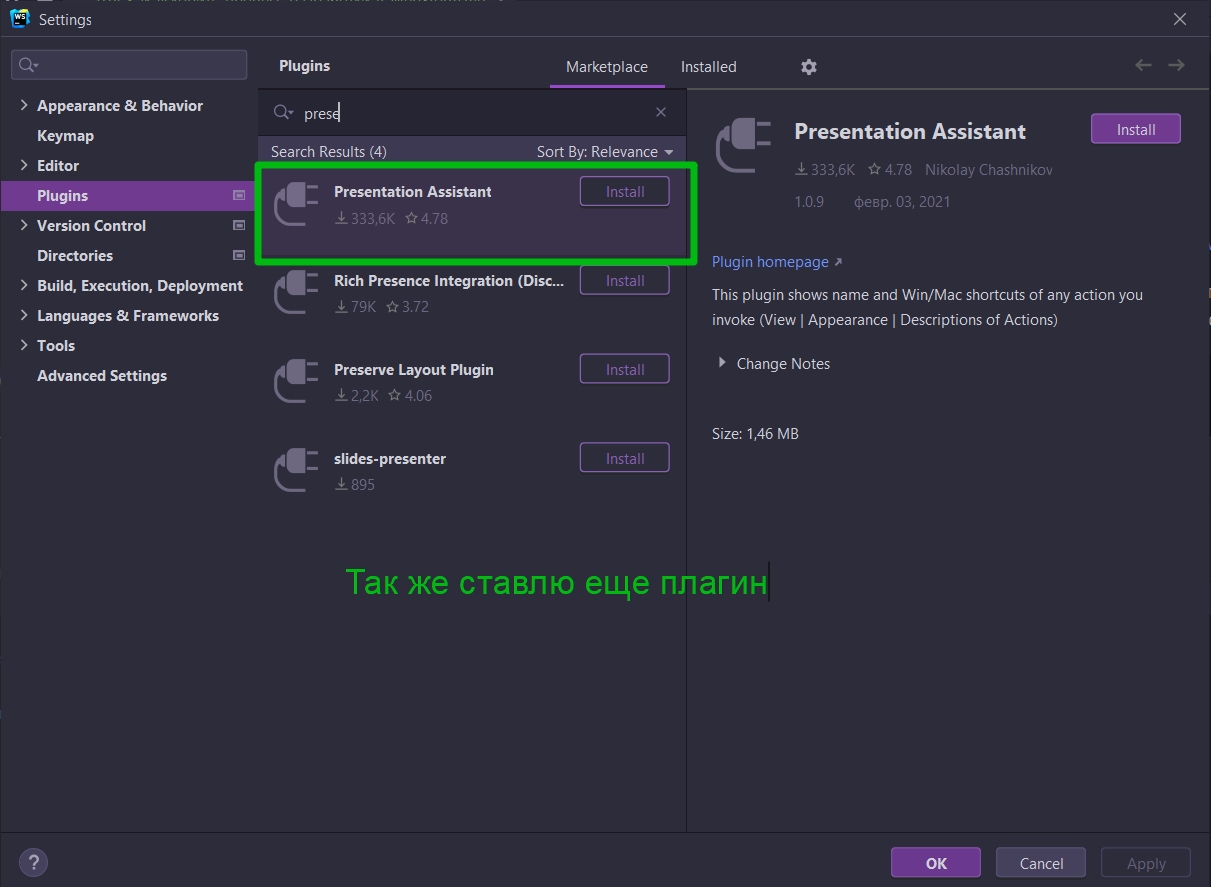 WS
Settings
Plugins
Marketplace
Installed
Appearance & Behavior
Keymap
Editor
Plugins
Version Control
Directories
Build, Execution, Deployment
Languages & Frameworks
Tools
Advanced Settings
prese
Search Results (4)
Sort By: Relevance
Presentation Assistant
Install
333,6K
4.78
Rich Presence Integration (Disc...
Install
79K
3.72
Preserve Layout Plugin
Install
2,2K
4.06
slides-presenter
Install
895
Так же ставлю еще плагин
Presentation Assistant
Install
333,6K
4.78
Nikolay Chashnikov
1.0.9
февр. 03, 2021
Plugin homepage
This plugin shows name and Win/Mac shortcuts of any action you
invoke (View | Appearance | Descriptions of Actions)
Change Notes
Size: 1,46 MB
?
OK
Cancel
Apply